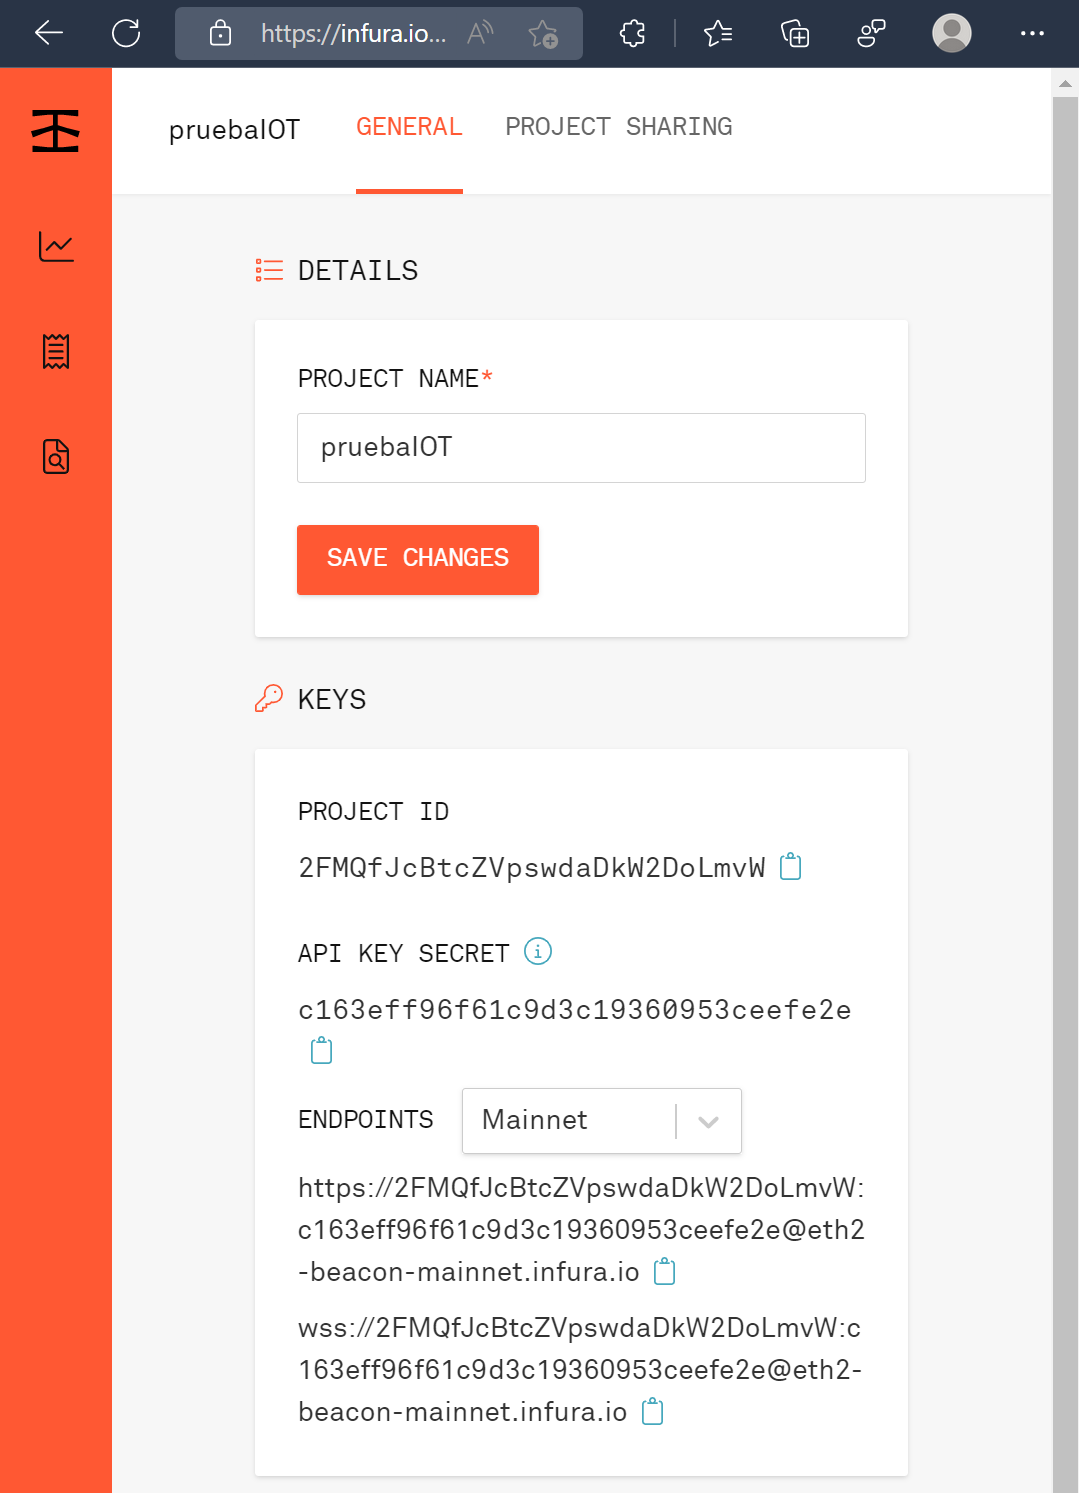 https://infura.io...
pruebaIOT
GENERAL
PROJECT SHARING
DETAILS
PROJECT NAME*
pruebaIOT
SAVE CHANGES
KEYS
PROJECT ID
2FMQfJcBtcZVpswdaDkW2DoLmvW
API KEY SECRET
c163eff96f61c9d3c19360953ceefe2e
ENDPOINTS
Mainnet
https://2FMQfJcBtcZVpswdaDkW2DoLmvW:
c163eff96f61c9d3c19360953ceefe2e@eth2
-beacon-mainnet.infura.io
wss://2FMQfJcBtcZVpswdaDkW2DoLmvW:c
163eff96f61c9d3c19360953ceefe2e@eth2-
beacon-mainnet.infura.io